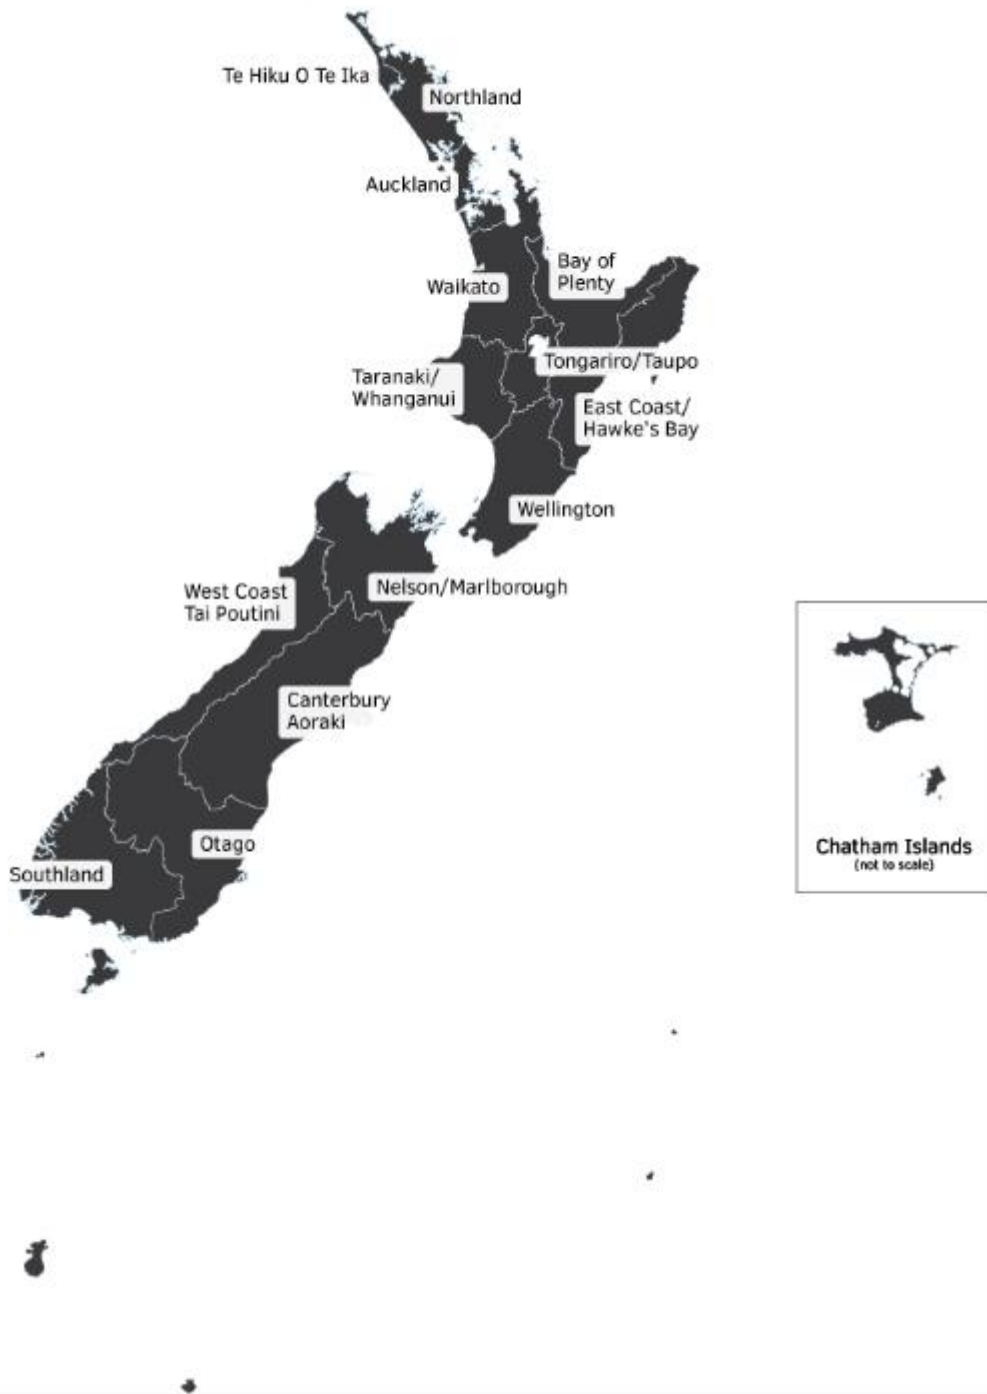 Te Hiku O Te Ika
Northland
Auckland
Bay of
Plenty
Waikato
Tongariro/Taupo
Taranaki/
Whanganui
East Coast/
Hawke's Bay
Wellington
Nelson/Marlborough
West Coast
Tai Poutini
Canterbury
Aoraki
Otago
Southland
Chatham Islands
(not to scale)